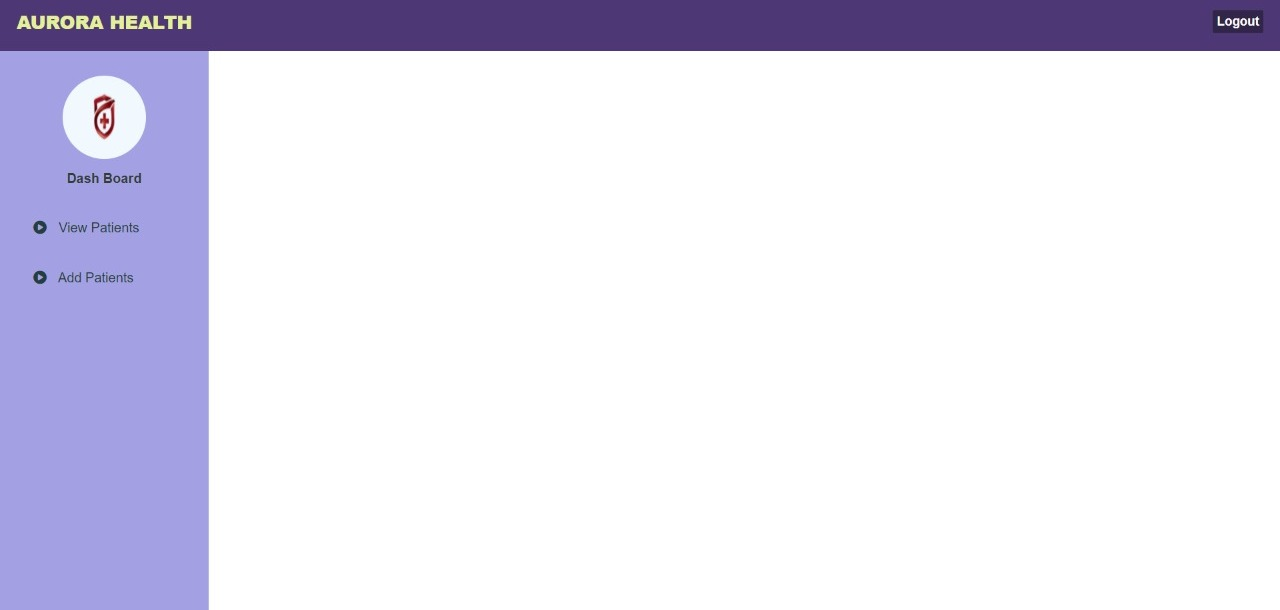 AURORA HEALTH
Logout
Dash Board
View Patients
Add Patients